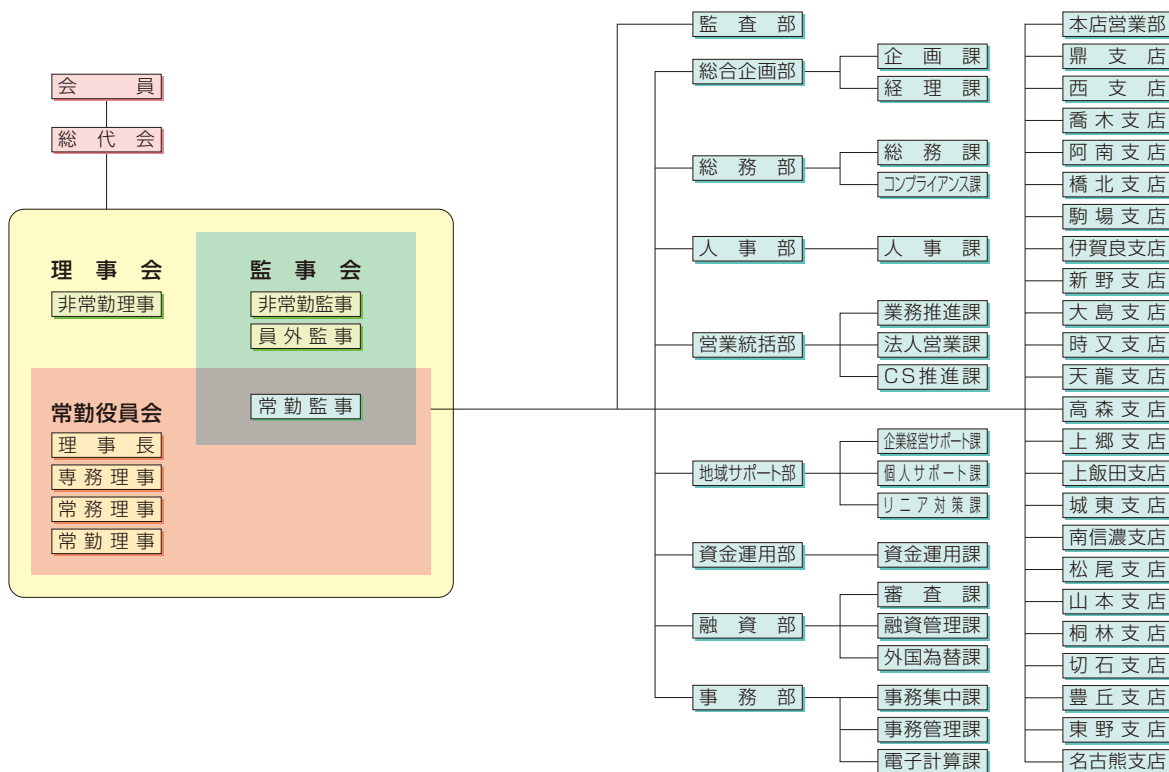 会員
総代会
理事会
非常勤理事
監事会
非常勤監事
員外監事
常勤監事
常勤役員会
理事長
専務理事
常務理事
常勤理事
監査部
総合企画部
企画課
経理課
総務部
総務課
コンプライアンス課
人事部
人事課
営業統括部
業務推進課
法人営業課
CS推進課
地域サポート部
企業経営サポート課
個人サポート課
リニア対策課
資金運用部
資金運用課
融資部
審査課
融資管理課
外国為替課
事務部
事務集中課
事務管理課
電子計算課
本店営業部
鼎支店
西支店
喬木支店
阿南支店
橋北支店
駒場支店
伊賀良支店
新野支店
大島支店
時又支店
天龍支店
高森支店
上郷支店
上飯田支店
城東支店
南信濃支店
松尾支店
山本支店
桐林支店
切石支店
豊丘支店
東野支店
名古熊支店